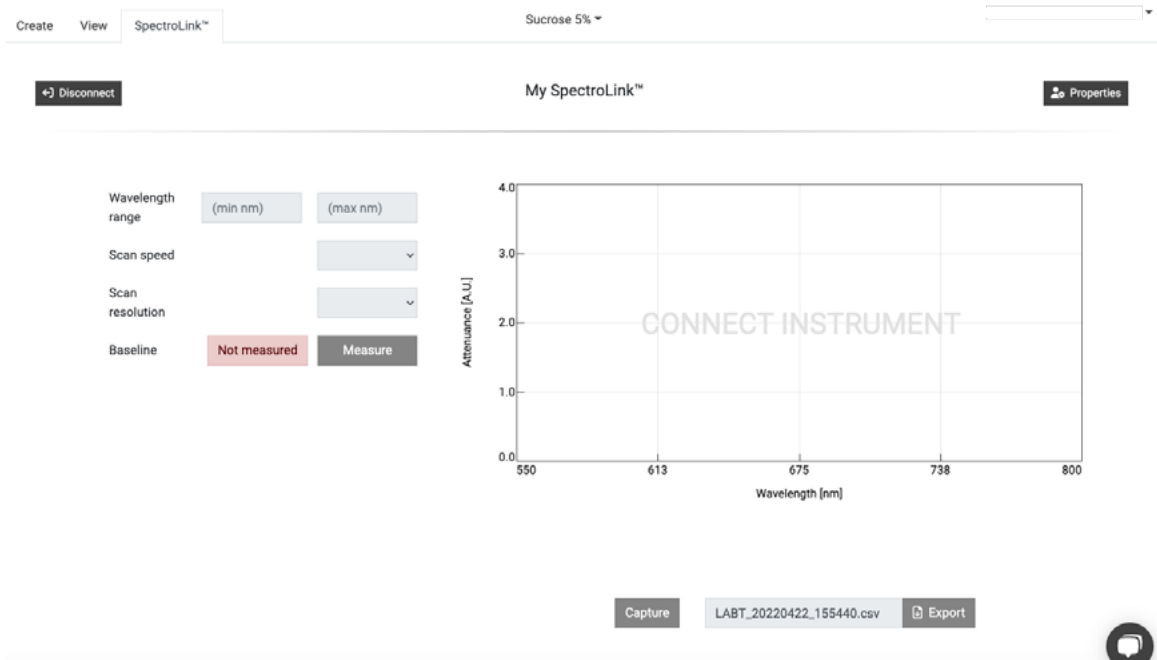 Create View SpectroLink™ Sucrose 5%
Disconnect My SpectroLink™ Properties
Wavelength
range
(min nm) (max nm)
Scan speed
Scan
resolution
Baseline Not measured Measure
Attenuance [A.U.]
4.0
3.0
2.0
1.0
0.0
CONNECT INSTRUMENT
550 613 675 738 800
Wavelength [nm]
Capture LABT_20220422_155440.csv Export